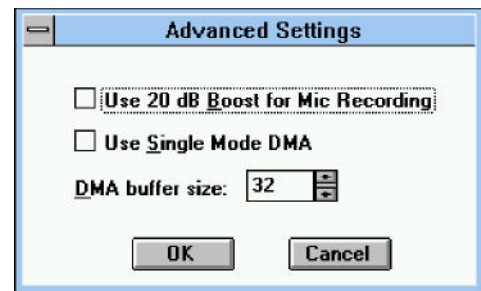 Advanced Settings
Use 20 dB Boost for Mic Recording
Use Single Mode DMA
DMA buffer size: 32
OK Cancel